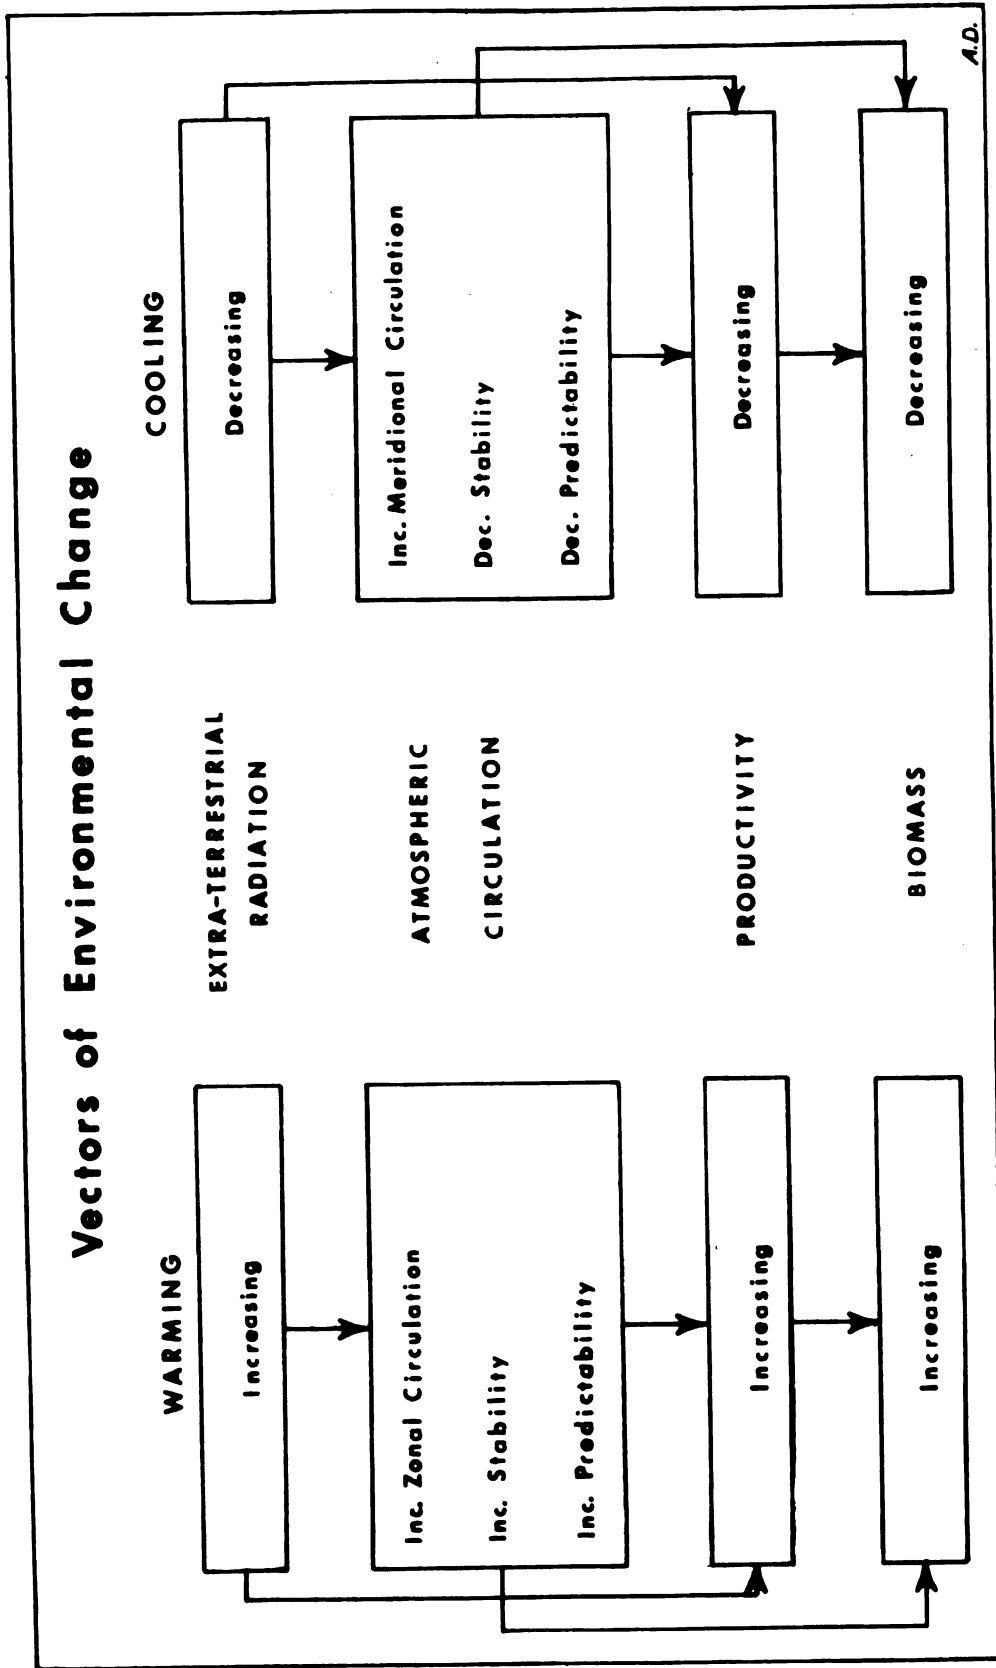 Vectors of Environmental Change
WARMING
COOLING
Increasing
EXTRA-TERRESTRIAL
RADIATION
Decreasing
Inc. Zonal Circulation
Inc. Stability
Inc. Predictability
ATMOSPHERIC
CIRCULATION
Inc. Meridional Circulation
Dec. Stability
Dec. Predictability
Increasing
PRODUCTIVITY
Decreasing
Increasing
BIOMASS
Decreasing
A.D.